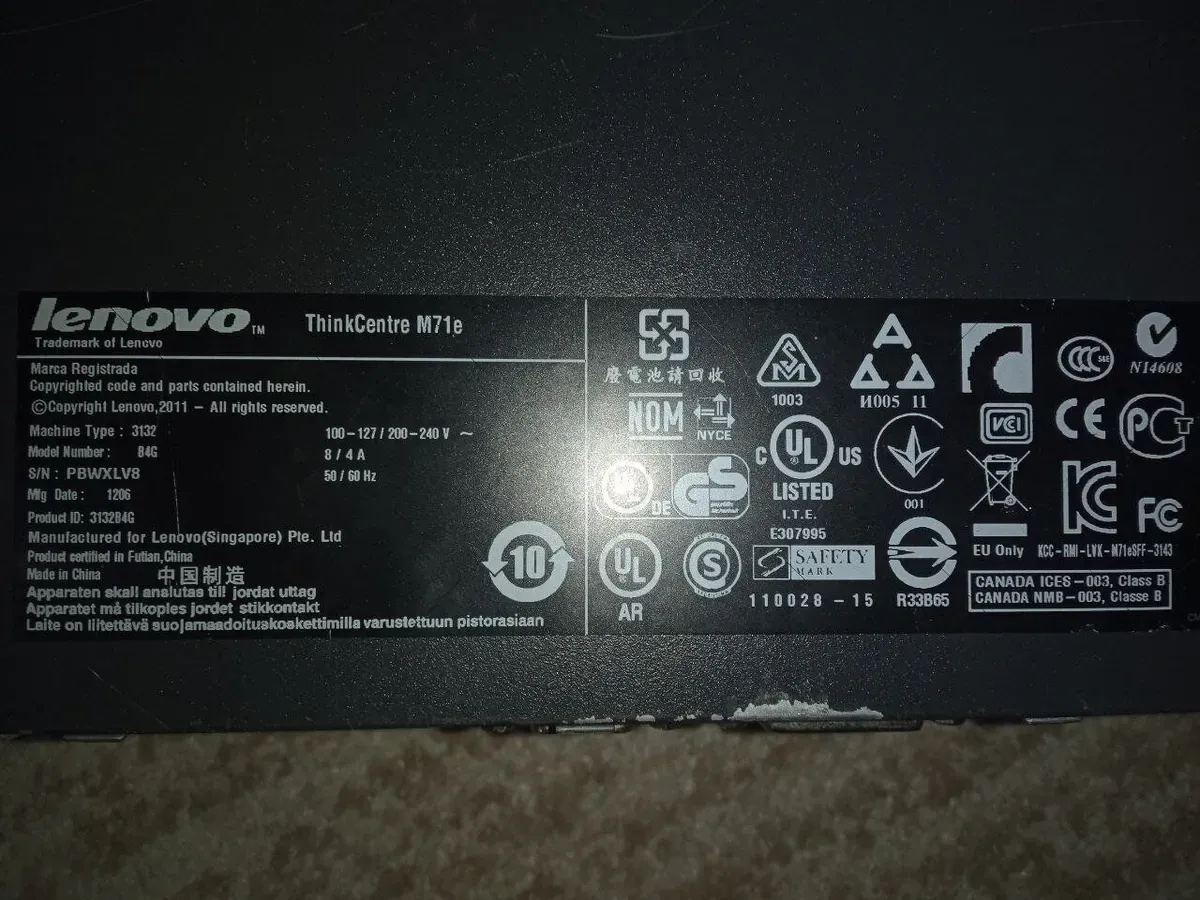 lenovo TM
Trademark of Lenovo
ThinkCentre M71e
Marca Registrada
Copyrighted code and parts contained herein.
©Copyright Lenovo,2011 – All rights reserved.
Machine Type : 3132
100–127 / 200–240 V ~
Model Number : B4G
8 / 4 A
S/N : PBWXLV8
50 / 60 Hz
Mfg Date : 1206
Product ID: 3132B4G
Manufactured for Lenovo(Singapore) Pte. Ltd
Product certified in Futian,China
Made in China 中国制造
Apparaten skall anslutas till jordat uttag
Apparatet må tilkoples jordet stikkontakt
Laite on liitettävä suojamaadoituskoskettimilla varustettuun pistorasiaan
10
廢電池請回收
1003
И005 11
S&E
N14608
NOM
NYCE
C UL US
LISTED
I.T.E.
E307995
001
VCI
CE
DE
GS
geprüfte Sicherheit
EU Only
FC
KCC-RMI-LVK-M71eSFF-3143
UL
AR
S
SAFETY
MARK
110028 – 15
R33B65
CANADA ICES – 003, Class B
CANADA NMB – 003, Classe B